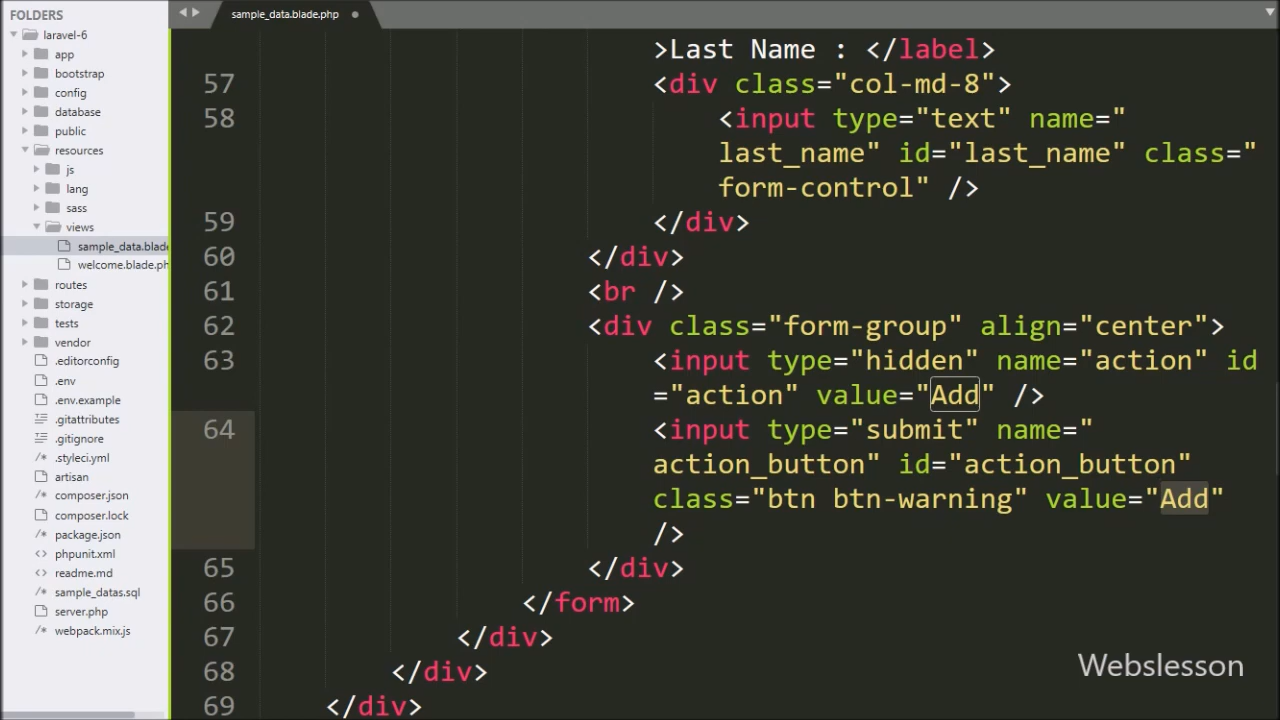 FOLDERS
laravel-6
app
bootstrap
config
database
public
resources
js
lang
sass
views
sample_data.blade
welcome.blade.ph
routes
storage
tests
vendor
.editorconfig
.env
.env.example
.gitattributes
.gitignore
.styleci.yml
artisan
composer.json
composer.lock
package.json
phpunit.xml
readme.md
sample_datas.sql
server.php
webpack.mix.js
sample_data.blade.php
>Last Name : </label>
57 <div class="col-md-8">
58 <input type="text" name="
last_name" id="last_name" class="
form-control" />
59 </div>
60 </div>
61 <br />
62 <div class="form-group" align="center">
63 <input type="hidden" name="action" id
="action" value="Add" />
64 <input type="submit" name="
action_button" id="action_button"
class="btn btn-warning" value="Add"
/>
65 </div>
66 </form>
67 </div>
68 </div>
69 </div>
Webslesson